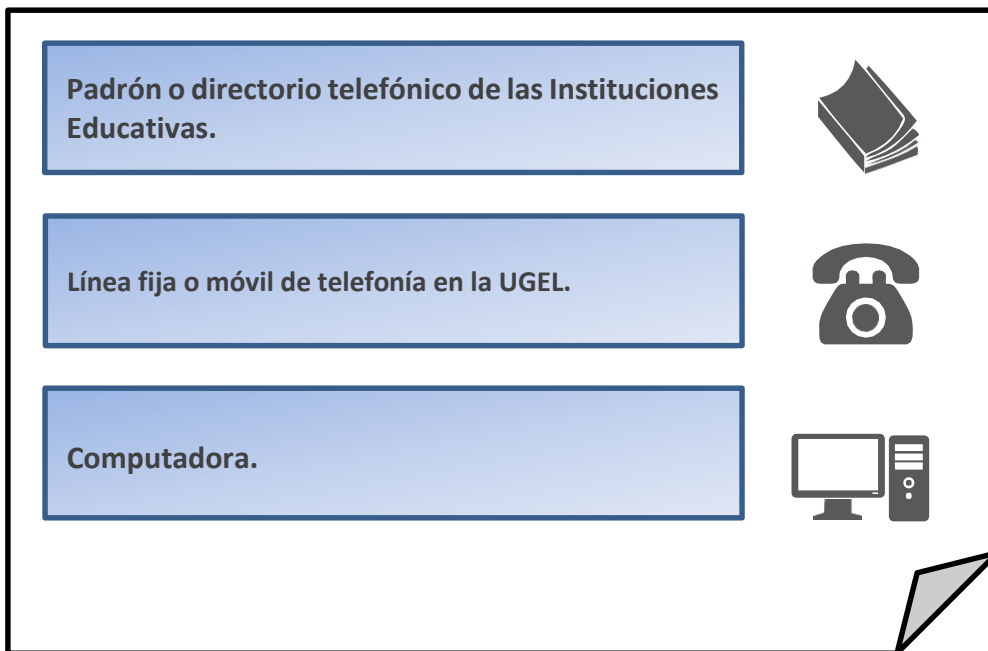 Padrón o directorio telefónico de las Instituciones
Educativas.
Línea fija o móvil de telefonía en la UGEL.
Computadora.